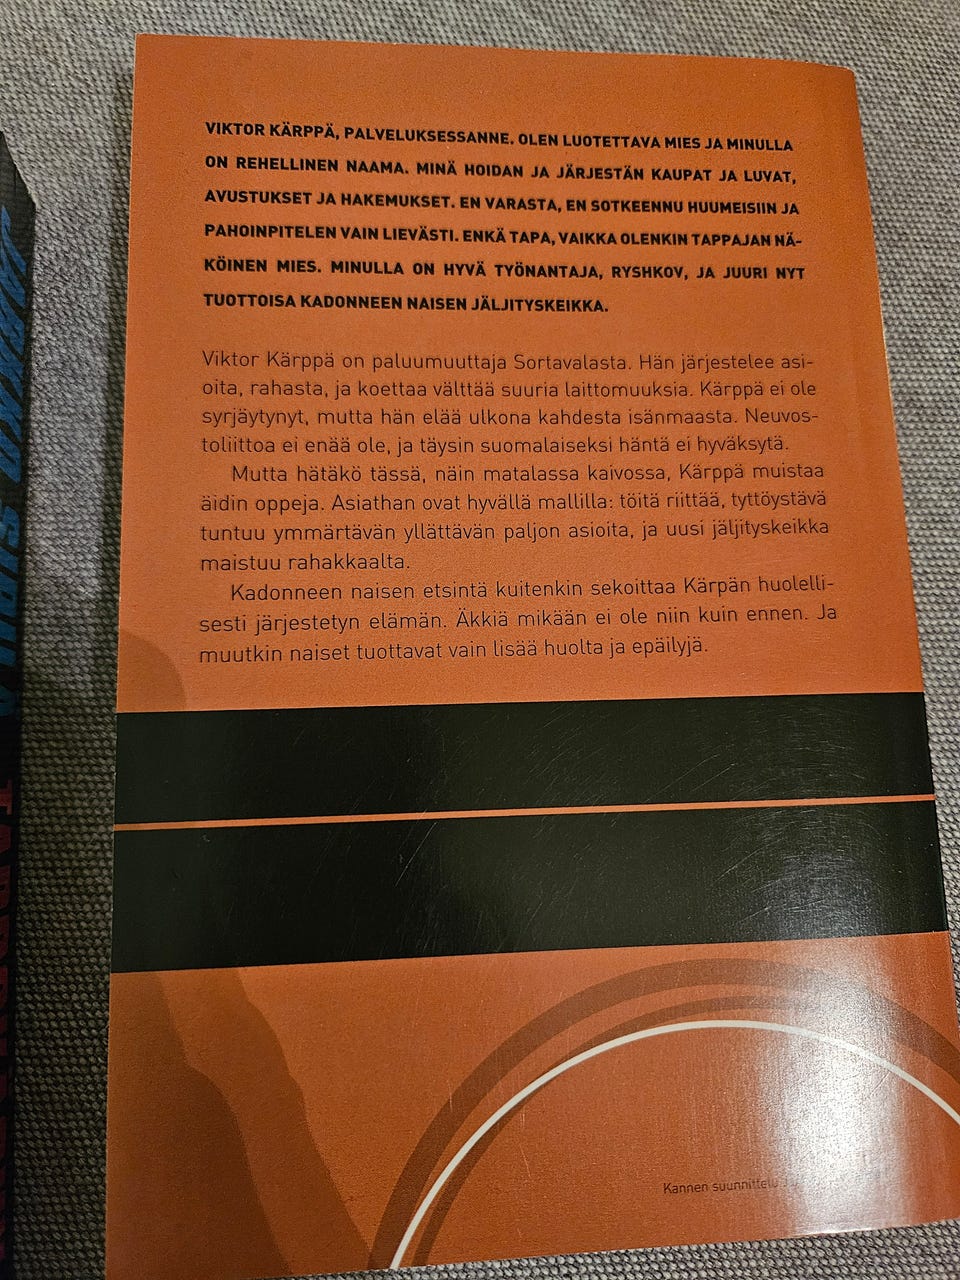 VIKTOR KÄRPPÄ, PALVELUKSESSANNE. OLEN LUOTETTAVA MIES JA MINULLA
ON REHELLINEN NAAMA. MINÄ HOIDAN JA JÄRJESTÄN KAUPAT JA LUVAT,
AVUSTUKSET JA HAKEMUKSET. EN VARASTA, EN SOTKEENNU HUUMEISIIN JA
PAHOINPITELEN VAIN LIEVÄSTI. ENKÄ TAPA, VAIKKA OLENKIN TAPPAJAN NÄ-
KÖINEN MIES. MINULLA ON HYVÄ TYÖNANTAJA, RYSHKOV, JA JUURI NYT
TUOTTOISA KADONNEEN NAISEN JÄLJITYSKEIKKA.
Viktor Kärppä on paluumuuttaja Sortavalasta. Hän järjestelee asi-
oita, rahasta, ja koettaa välttää suuria laittomuuksia. Kärppä ei ole
syrjäytynyt, mutta hän elää ulkona kahdesta isänmaasta. Neuvos-
toliittoa ei enää ole, ja täysin suomalaiseksi häntä ei hyväksytä.
Mutta hätäkö tässä, näin matalassa kaivossa, Kärppä muistaa
äidin oppeja. Asiathan ovat hyvällä mallilla: töitä riittää, tyttöystävä
tuntuu ymmärtävän yllättävän paljon asioita, ja uusi jäljityskeikka
maistuu rahakkaalta.
Kadonneen naisen etsintä kuitenkin sekoittaa Kärpän huolelli-
sesti järjestetyn elämän. Äkkiä mikään ei ole niin kuin ennen. Ja
muutkin naiset tuottavat vain lisää huolta ja epäilyjä.
Kannen suunnittelu